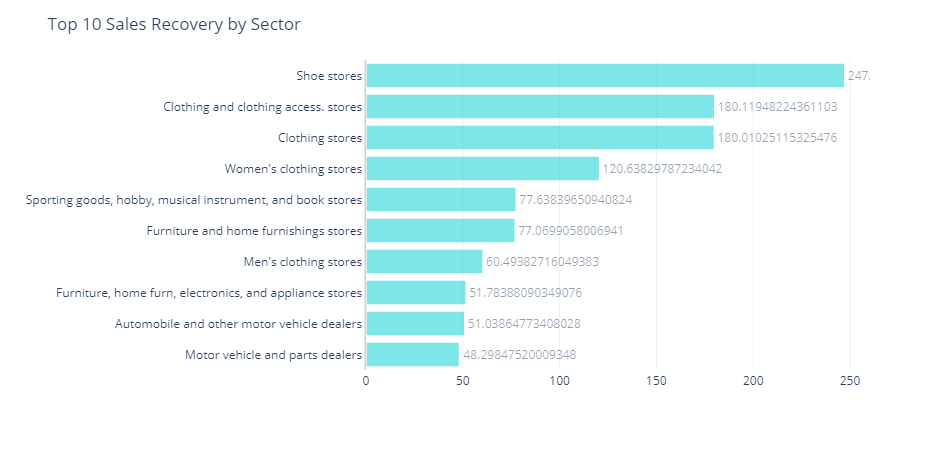 Top 10 Sales Recovery by Sector
Shoe stores 247.
Clothing and clothing access. stores 180.11948224361103
Clothing stores 180.01025115325476
Women's clothing stores 120.63829787234042
Sporting goods, hobby, musical instrument, and book stores 77.63839650940824
Furniture and home furnishings stores 77.0699058006941
Men's clothing stores 60.49382716049383
Furniture, home furn, electronics, and appliance stores 51.78388090349076
Automobile and other motor vehicle dealers 51.03864773408028
Motor vehicle and parts dealers 48.29847520009348
0 50 100 150 200 250